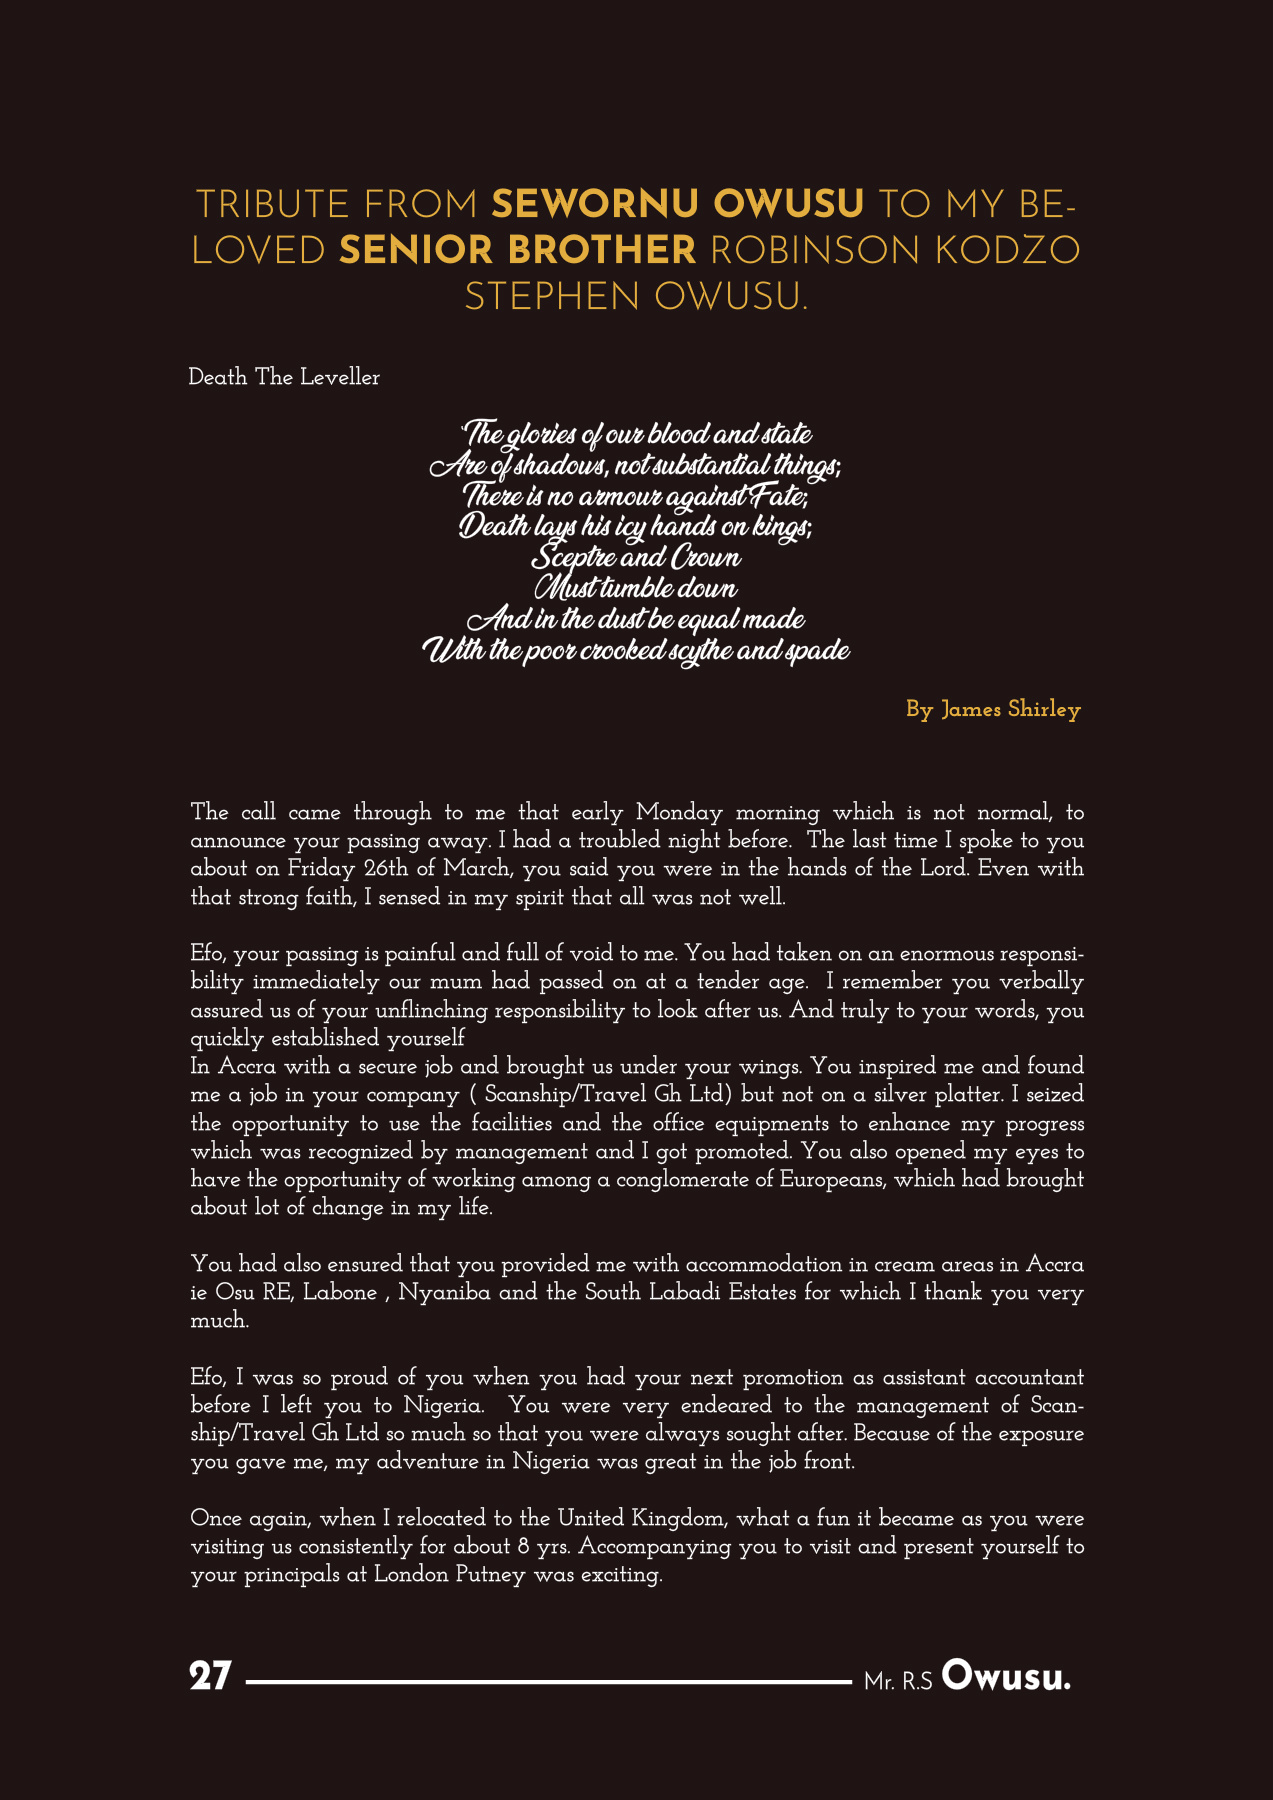 TRIBUTE FROM SEWORNU OWUSU TO MY BE-
LOVED SENIOR BROTHER ROBINSON KODZO
STEPHEN OWUSU.
Death The Leveller
‘The glories of our blood and state
Are of shadows, not substantial things;
There is no armour against Fate;
Death lays his icy hands on kings;
Sceptre and Crown
Must tumble down
And in the dust be equal made
With the poor crooked scythe and spade
By James Shirley
The call came through to me that early Monday morning which is not normal, to
announce your passing away. I had a troubled night before.  The last time I spoke to you
about on Friday 26th of March, you said you were in the hands of the Lord. Even with
that strong faith, I sensed in my spirit that all was not well.
Efo, your passing is painful and full of void to me. You had taken on an enormous responsi-
bility immediately our mum had passed on at a tender age.  I remember you verbally
assured us of your unflinching responsibility to look after us. And truly to your words, you
quickly established yourself
In Accra with a secure job and brought us under your wings. You inspired me and found
me a job in your company ( Scanship/Travel Gh Ltd) but not on a silver platter. I seized
the opportunity to use the facilities and the office equipments to enhance my progress
which was recognized by management and I got promoted. You also opened my eyes to
have the opportunity of working among a conglomerate of Europeans, which had brought
about lot of change in my life.
You had also ensured that you provided me with accommodation in cream areas in Accra
ie Osu RE, Labone , Nyaniba and the South Labadi Estates for which I thank you very
much.
Efo, I was so proud of you when you had your next promotion as assistant accountant
before I left you to Nigeria.  You were very endeared to the management of Scan-
ship/Travel Gh Ltd so much so that you were always sought after. Because of the exposure
you gave me, my adventure in Nigeria was great in the job front.
Once again, when I relocated to the United Kingdom, what a fun it became as you were
visiting us consistently for about 8 yrs. Accompanying you to visit and present yourself to
your principals at London Putney was exciting.
27 Mr. R.S Owusu.